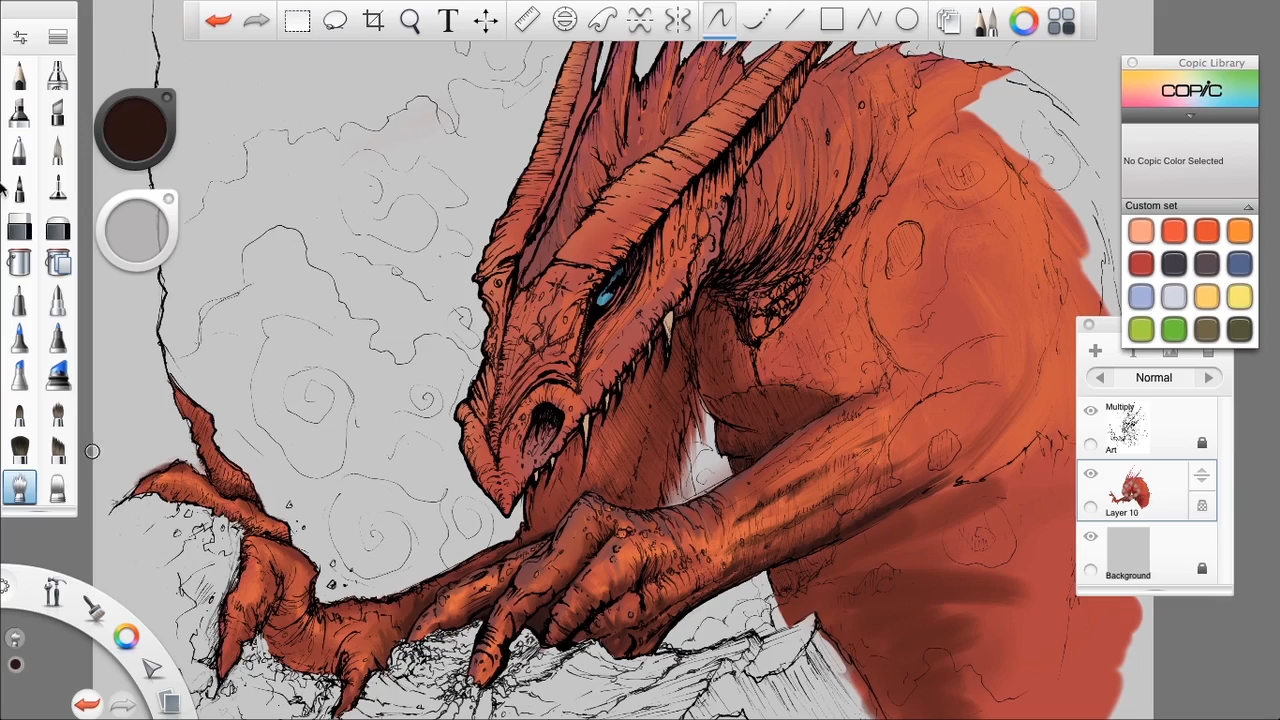 T
Copic Library
COPIC
No Copic Color Selected
Custom set
Normal
Multiply
Art
Layer 10
Background